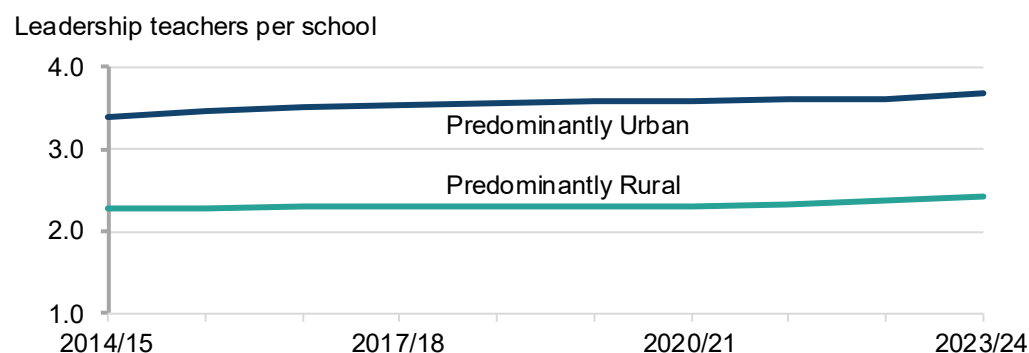 Leadership teachers per school
4.0
Predominantly Urban
3.0
Predominantly Rural
2.0
1.0
2014/15 2017/18 2020/21 2023/24